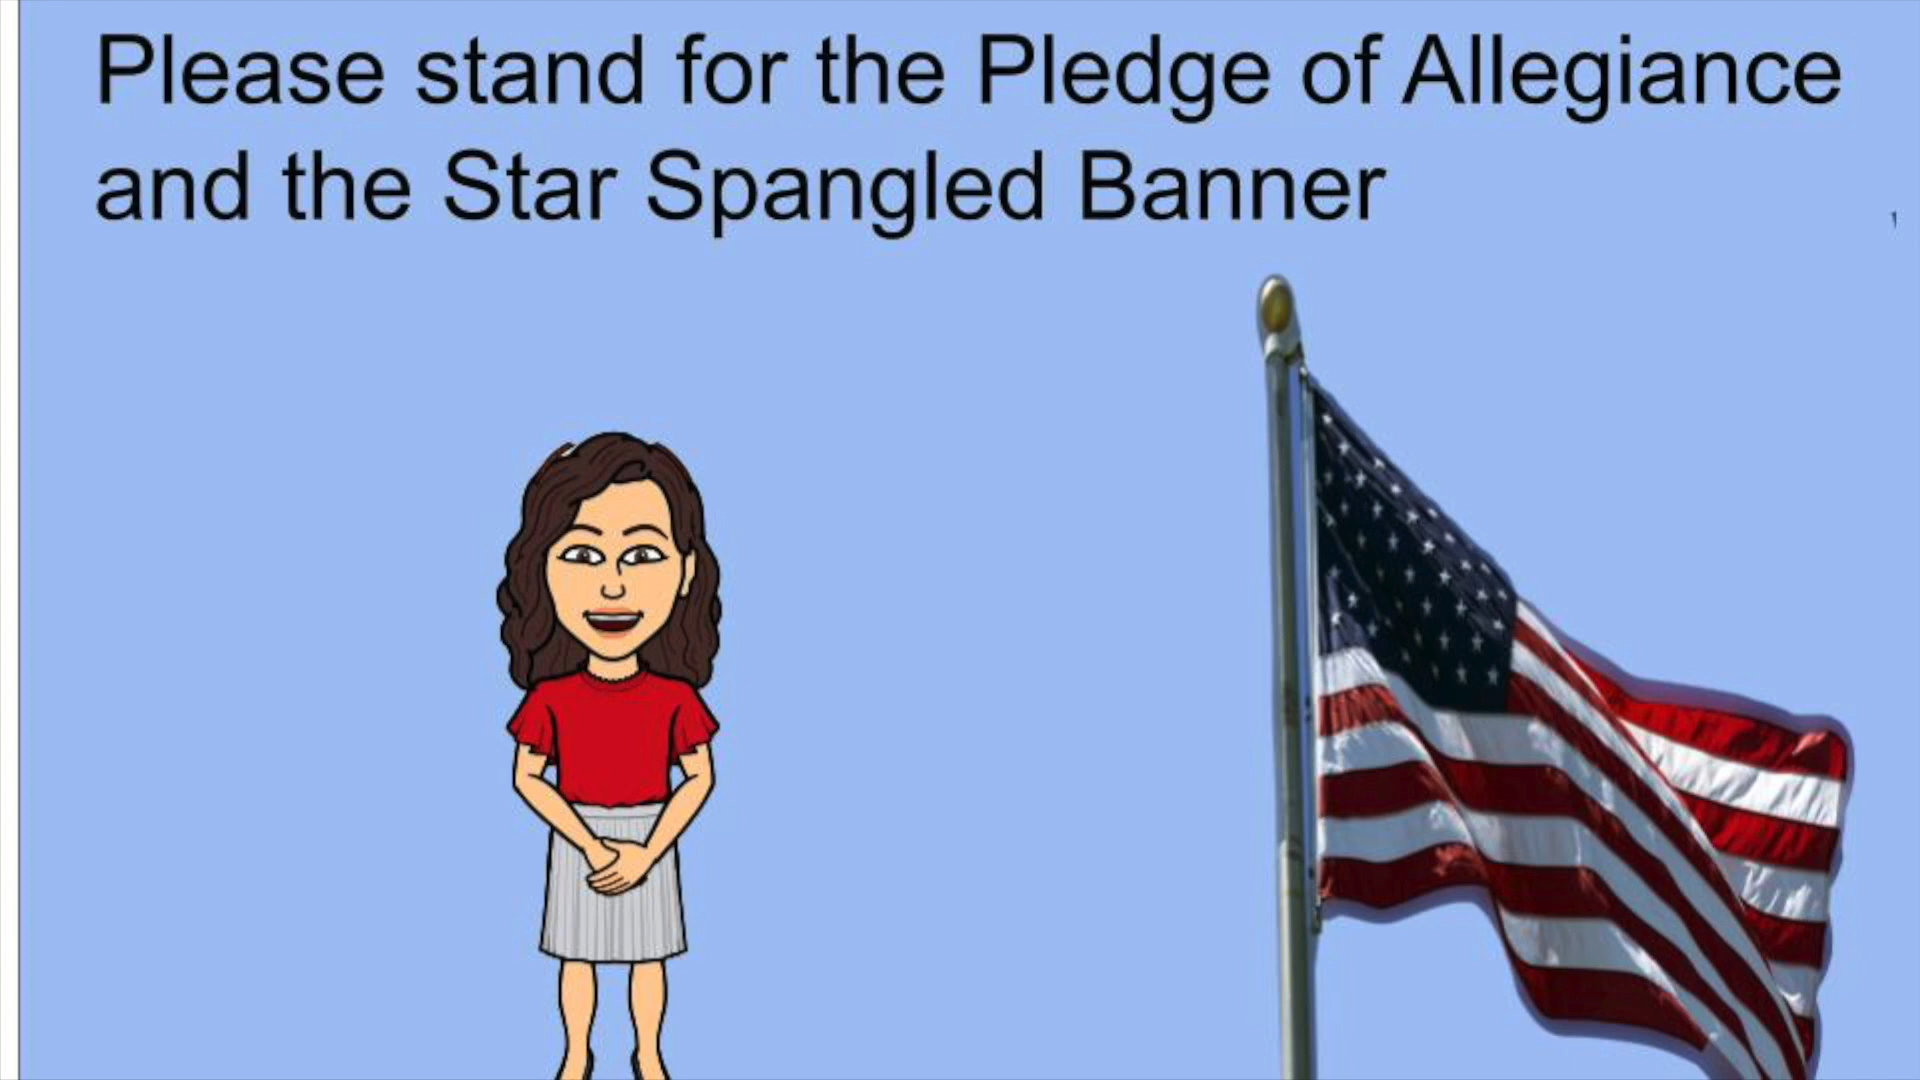 Please stand for the Pledge of Allegiance
and the Star Spangled Banner